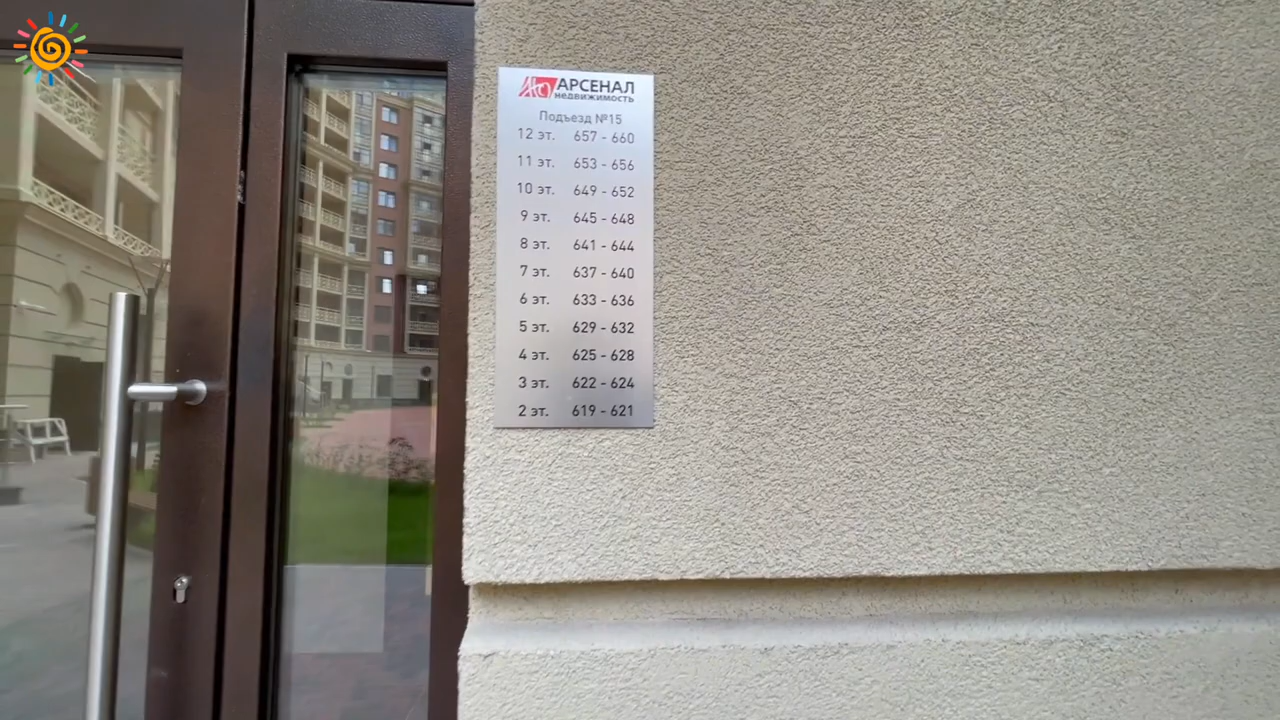 АРСЕНАЛ
недвижимость
Подъезд №15
12 эт. 657 - 660
11 эт. 653 - 656
10 эт. 649 - 652
9 эт. 645 - 648
8 эт. 641 - 644
7 эт. 637 - 640
6 эт. 633 - 636
5 эт. 629 - 632
4 эт. 625 - 628
3 эт. 622 - 624
2 эт. 619 - 621